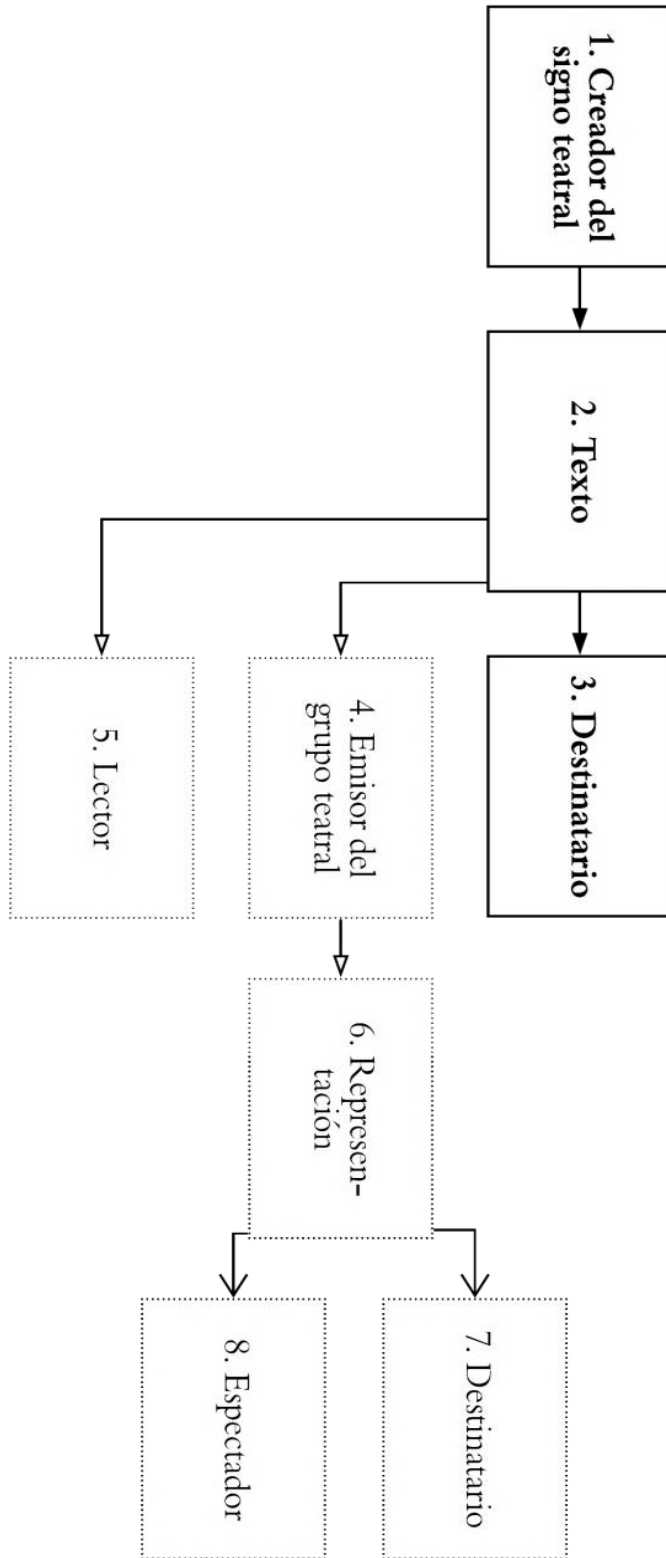 1. Creador del
signo teatral
2. Texto
3. Destinatario
4. Emisor del
grupo teatral
5. Lector
6. Represen-
tación
7. Destinatario
8. Espectador